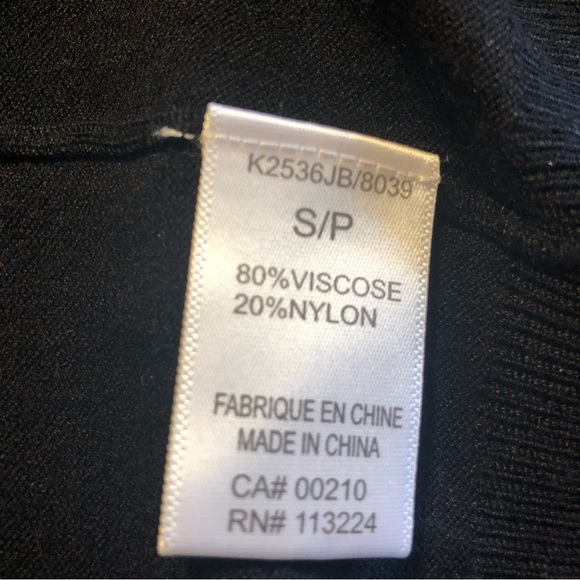 K2536JB/8039
S/P
80%VISCOSE
20%NYLON
FABRIQUE EN CHINE
MADE IN CHINA
CA# 00210
RN# 113224